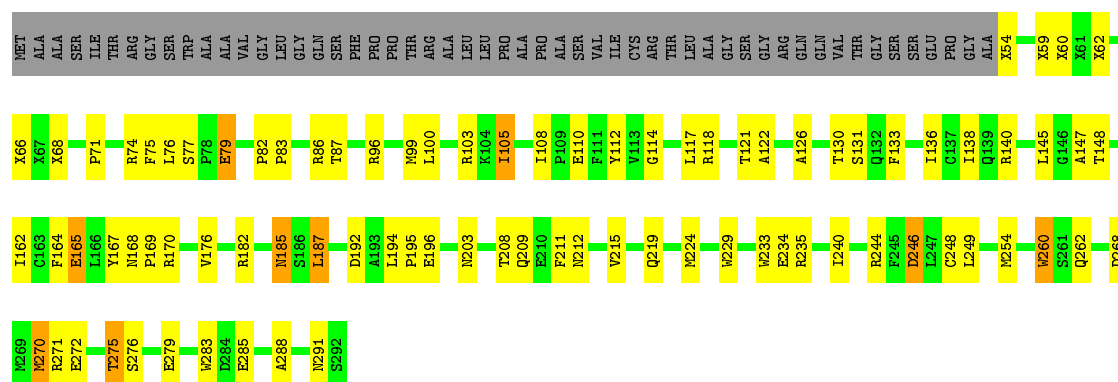 MET ALA ALA SER ILE THR ARG GLY SER TRP ALA ALA VAL GLY LEU GLY GLN SER PHE PRO PRO THR ARG ALA LEU LEU PRO ALA PRO ALA SER VAL ILE CYS ARG THR LEU ALA GLY SER GLY ARG GLN GLN VAL THR GLY SER SER GLU PRO GLY ALA X54 X59 X60 X61 X62
X66 X67 X68 P71 R74 F75 L76 S77 P78 E79 P82 P83 R86 T87 R96 M99 L100 R103 K104 I105 I108 P109 E110 F111 Y112 V113 G114 L117 R118 T121 A122 A126 T130 S131 Q132 F133 I136 C137 I138 Q139 R140 L145 G146 A147 T148
I162 C163 F164 E165 L166 Y167 N168 P169 R170 V176 R182 N185 S186 L187 D192 A193 L194 P195 E196 N203 T208 Q209 E210 F211 N212 V215 Q219 M224 W229 W233 E234 R235 I240 R244 F245 D246 L247 C248 L249 M254 W260 S261 Q262 D268
M269 M270 R271 E272 T275 S276 E279 W283 D284 E285 A288 N291 S292